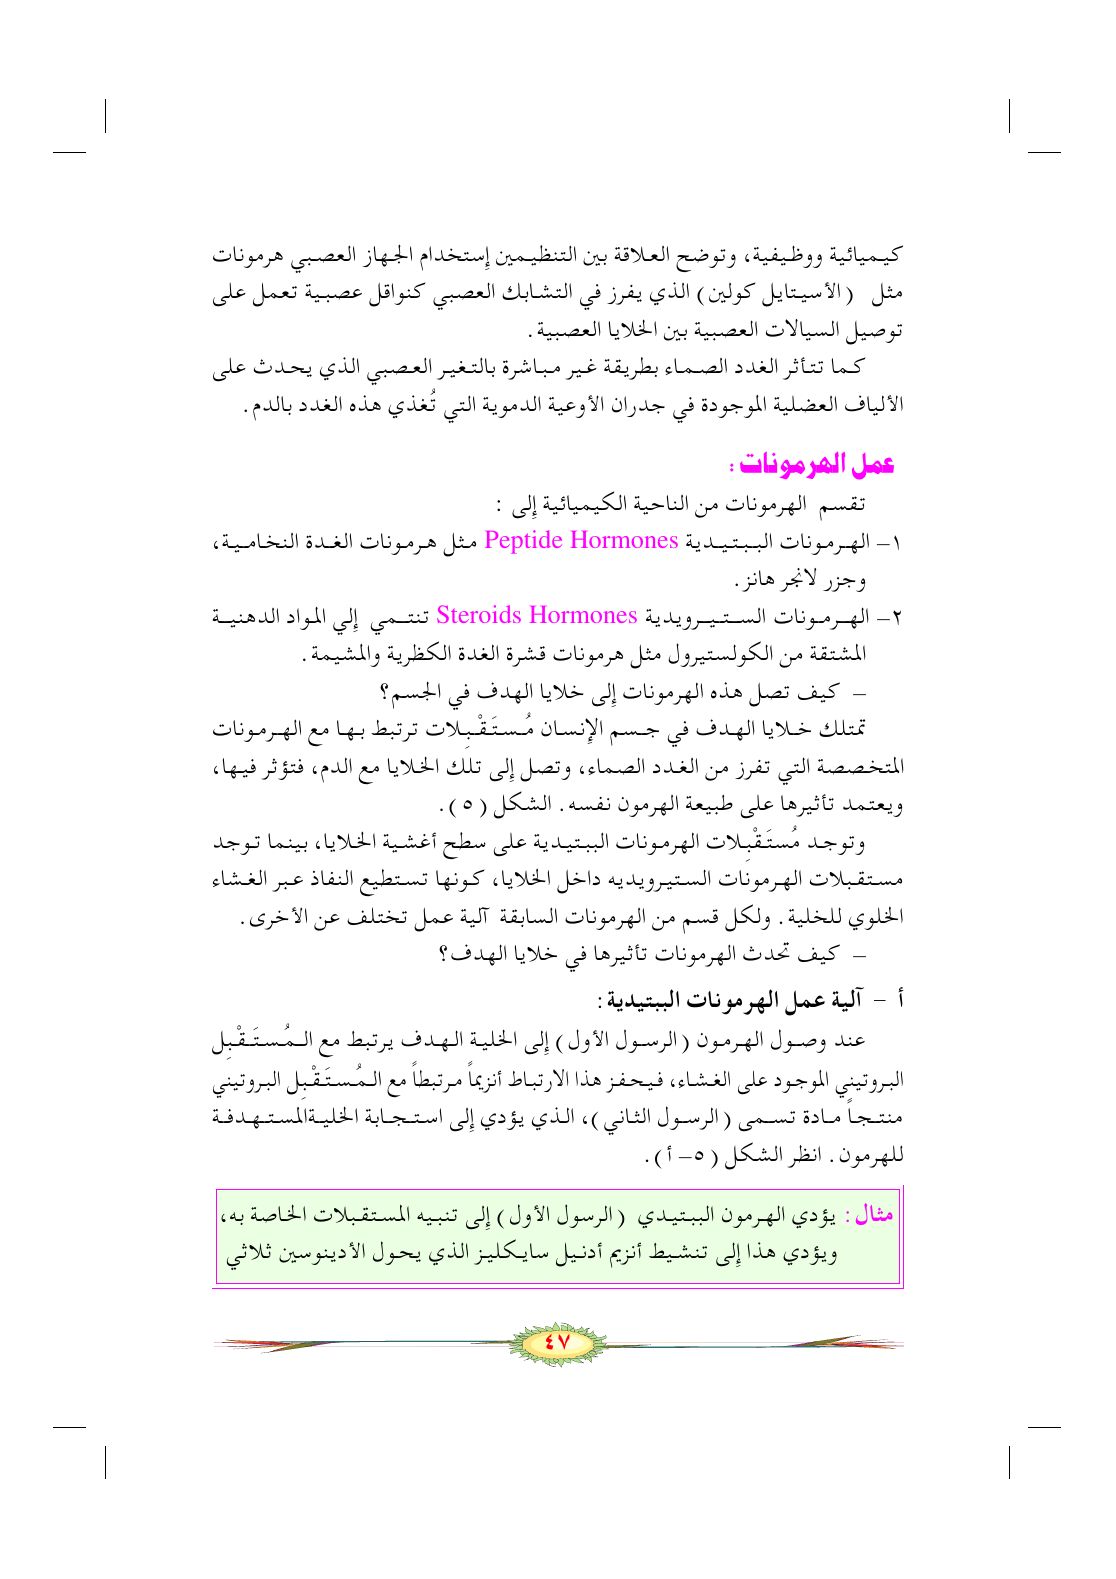 كيميائية ووظيفية، وتوضح العلاقة بين التنظيمين إستخدام الجهاز العصبي هرمونات
مثل ( الأسيتايل كولين ) الذي يفرز في التشابك العصبي كنواقل عصبية تعمل على
توصيل السيالات العصبية بين الخلايا العصبية .
كما تتأثر الغدد الصماء بطريقة غير مباشرة بالتغير العصبي الذي يحدث على
الألياف العضلية الموجودة في جدران الأوعية الدموية التي تُغذي هذه الغدد بالدم .
عمل الهرمونات :
تقسم الهرمونات من الناحية الكيميائية إلى :
١– الهرمونات الببتيدية Peptide Hormones مثل هرمونات الغدة النخامية،
وجزر لانجر هانز .
٢– الهرمونات الستيرويدية Steroids Hormones تنتمي إلي المواد الدهنية
المشتقة من الكولستيرول مثل هرمونات قشرة الغدة الكظرية والمشيمة .
– كيف تصل هذه الهرمونات إلى خلايا الهدف في الجسم؟
تمتلك خلايا الهدف في جسم الإنسان مُستَقْبِلات ترتبط بها مع الهرمونات
المتخصصة التي تفرز من الغدد الصماء، وتصل إلى تلك الخلايا مع الدم، فتؤثر فيها،
ويعتمد تأثيرها على طبيعة الهرمون نفسه . الشكل ( ٥ ) .
وتوجد مُستَقْبِلات الهرمونات الببتيدية على سطح أغشية الخلايا، بينما توجد
مستقبلات الهرمونات الستيرويديه داخل الخلايا، كونها تستطيع النفاذ عبر الغشاء
الخلوي للخلية . ولكل قسم من الهرمونات السابقة آلية عمل تختلف عن الأخرى .
– كيف تحدث الهرمونات تأثيرها في خلايا الهدف؟
أ – آلية عمل الهرمونات الببتيدية :
عند وصول الهرمون ( الرسول الأول ) إلى الخلية الهدف يرتبط مع المُستَقْبِل
البروتيني الموجود على الغشاء، فيحفز هذا الارتباط أنزيماً مرتبطاً مع المُستَقْبِل البروتيني
منتجاً مادة تسمى ( الرسول الثاني )، الذي يؤدي إلى استجابة الخليةالمستهدفة
للهرمون . انظر الشكل ( ٥– أ ) .
مثال : يؤدي الهرمون الببتيدي ( الرسول الأول ) إلى تنبيه المستقبلات الخاصة به،
ويؤدي هذا إلى تنشيط أنزيم أدنيل سايكليز الذي يحول الأدينوسين ثلاثي
٤٧